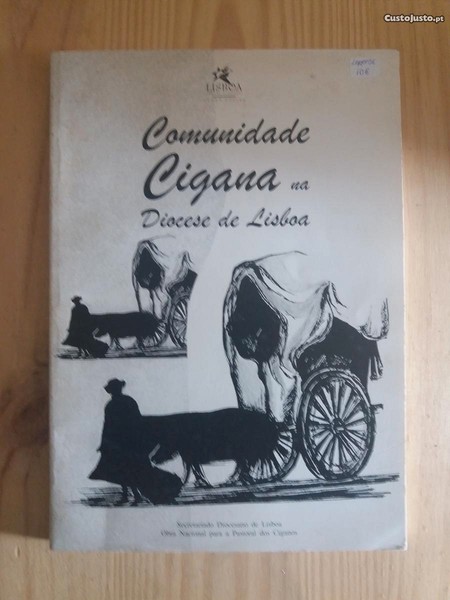 CustoJusto.pt
LISBOA
Comunidade
Cigana na
Diocese de Lisboa
Secretariado Diocesano de Lisboa
Obra Nacional para a Pastoral dos Ciganos